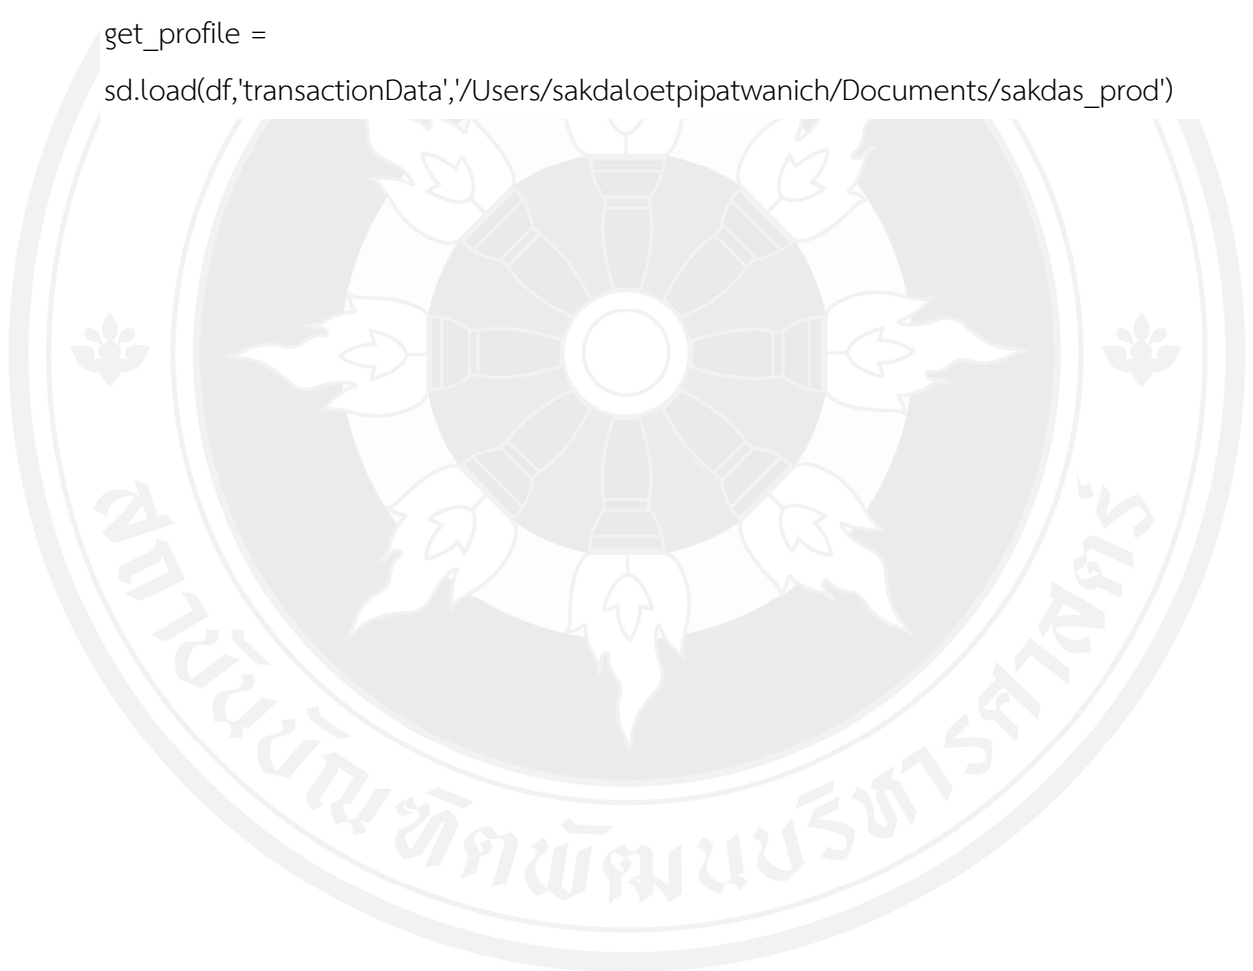 get_profile =
sd.load(df,'transactionData','/Users/sakdaloetpipatwanich/Documents/sakdas_prod')
สถาบันบัณฑิตพัฒนบริหารศาสตร์